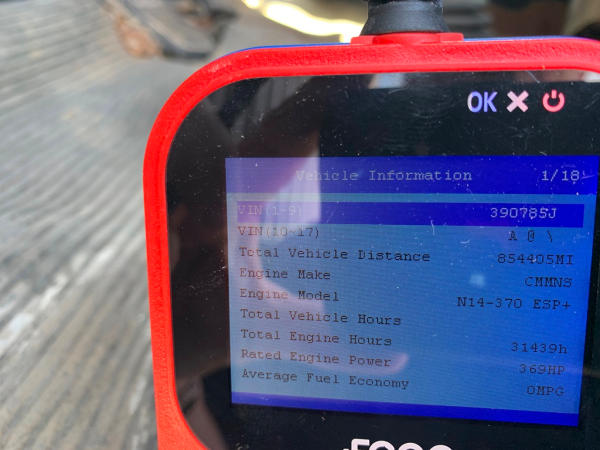 OK
Vehicle Information 1/18
VIN(1-9) 390785J
VIN(10~17) A @ \
Total Vehicle Distance 854405MI
Engine Make CMMNS
Engine Model N14-370 ESP+
Total Vehicle Hours
Total Engine Hours 31439h
Rated Engine Power 369HP
Average Fuel Economy 0MPG